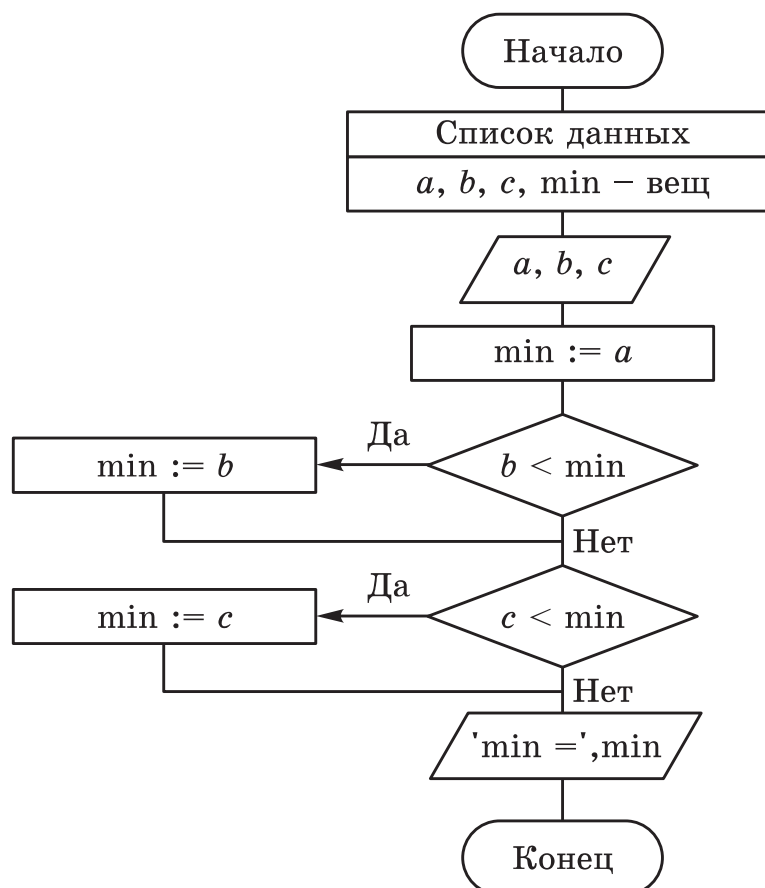 Начало
Список данных
a, b, c, min – вещ
a, b, c
min := a
Да
min := b
b < min
Нет
Да
min := c
c < min
Нет
'min =',min
Конец